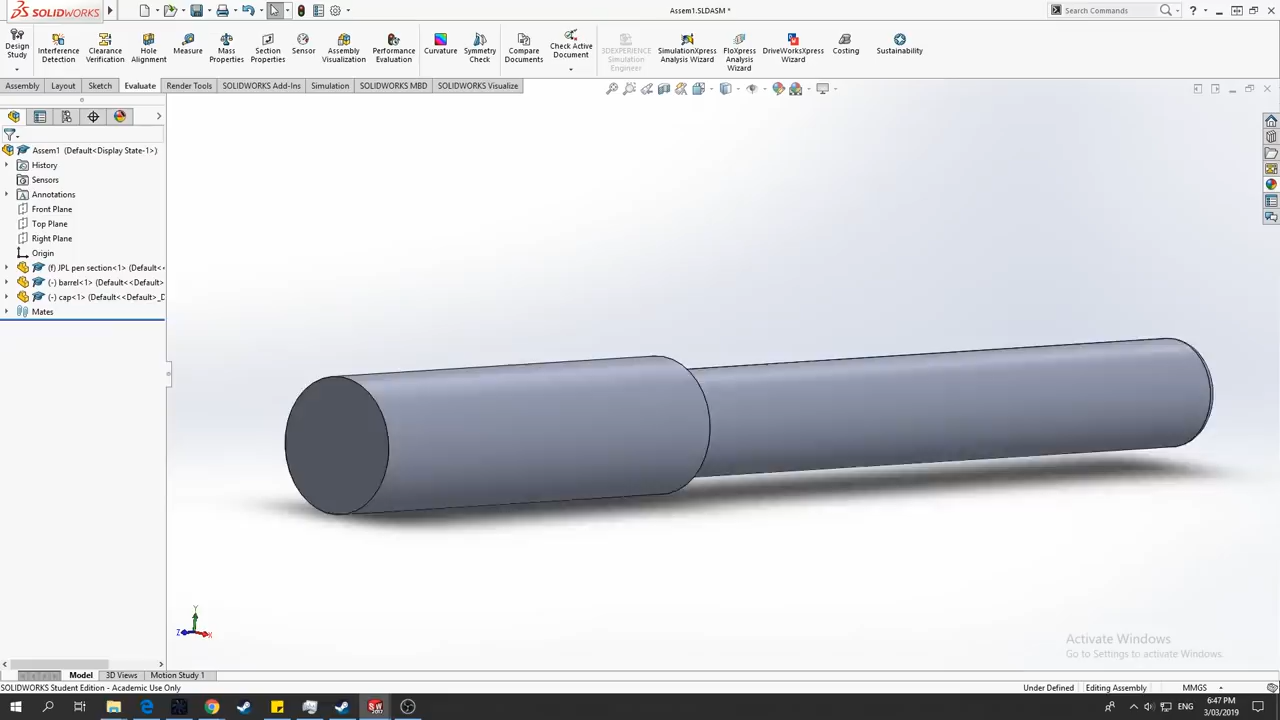 SOLIDWORKS
Assem1.SLDASM *
Search Commands
Design Study
Interference Detection
Clearance Verification
Hole Alignment
Measure
Mass Properties
Section Properties
Sensor
Assembly Visualization
Performance Evaluation
Curvature
Symmetry Check
Compare Documents
Check Active Document
3DEXPERIENCE Simulation Engineer
SimulationXpress Analysis Wizard
FloXpress Analysis Wizard
DriveWorksXpress Wizard
Costing
Sustainability
Assembly Layout Sketch Evaluate Render Tools SOLIDWORKS Add-Ins Simulation SOLIDWORKS MBD SOLIDWORKS Visualize
Assem1 (Default<Display State-1>)
History
Sensors
Annotations
Front Plane
Top Plane
Right Plane
Origin
(f) JPL pen section<1> (Default<
(-) barrel<1> (Default<<Default>
(-) cap<1> (Default<<Default>_D
Mates
Y
Z X
Activate Windows
Go to Settings to activate Windows.
Model 3D Views Motion Study 1
SOLIDWORKS Student Edition - Academic Use Only
Under Defined Editing Assembly MMGS
ENG
6:47 PM
3/03/2019